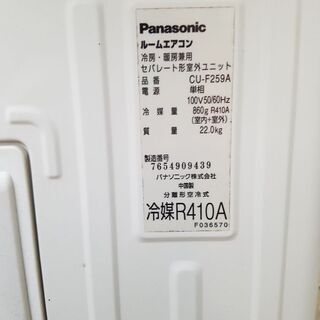 Panasonic
ルームエアコン
冷房・暖房兼用
セパレート形室外ユニット
品番 CU-F259A
電源 単相
100V50/60Hz
冷媒量 860g R410A
(室内+室外)
質量 22.0kg
製造番号
7654909439
パナソニック株式会社
中国製
分離形空冷式
冷媒R410A
F036570